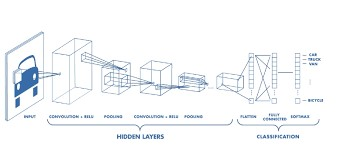 CAR
TRUCK
VAN
BICYCLE
INPUT
CONVOLUTION + RELU
POOLING
CONVOLUTION + RELU
POOLING
FLATTEN
FULLY
CONNECTED
SOFTMAX
HIDDEN LAYERS
CLASSIFICATION